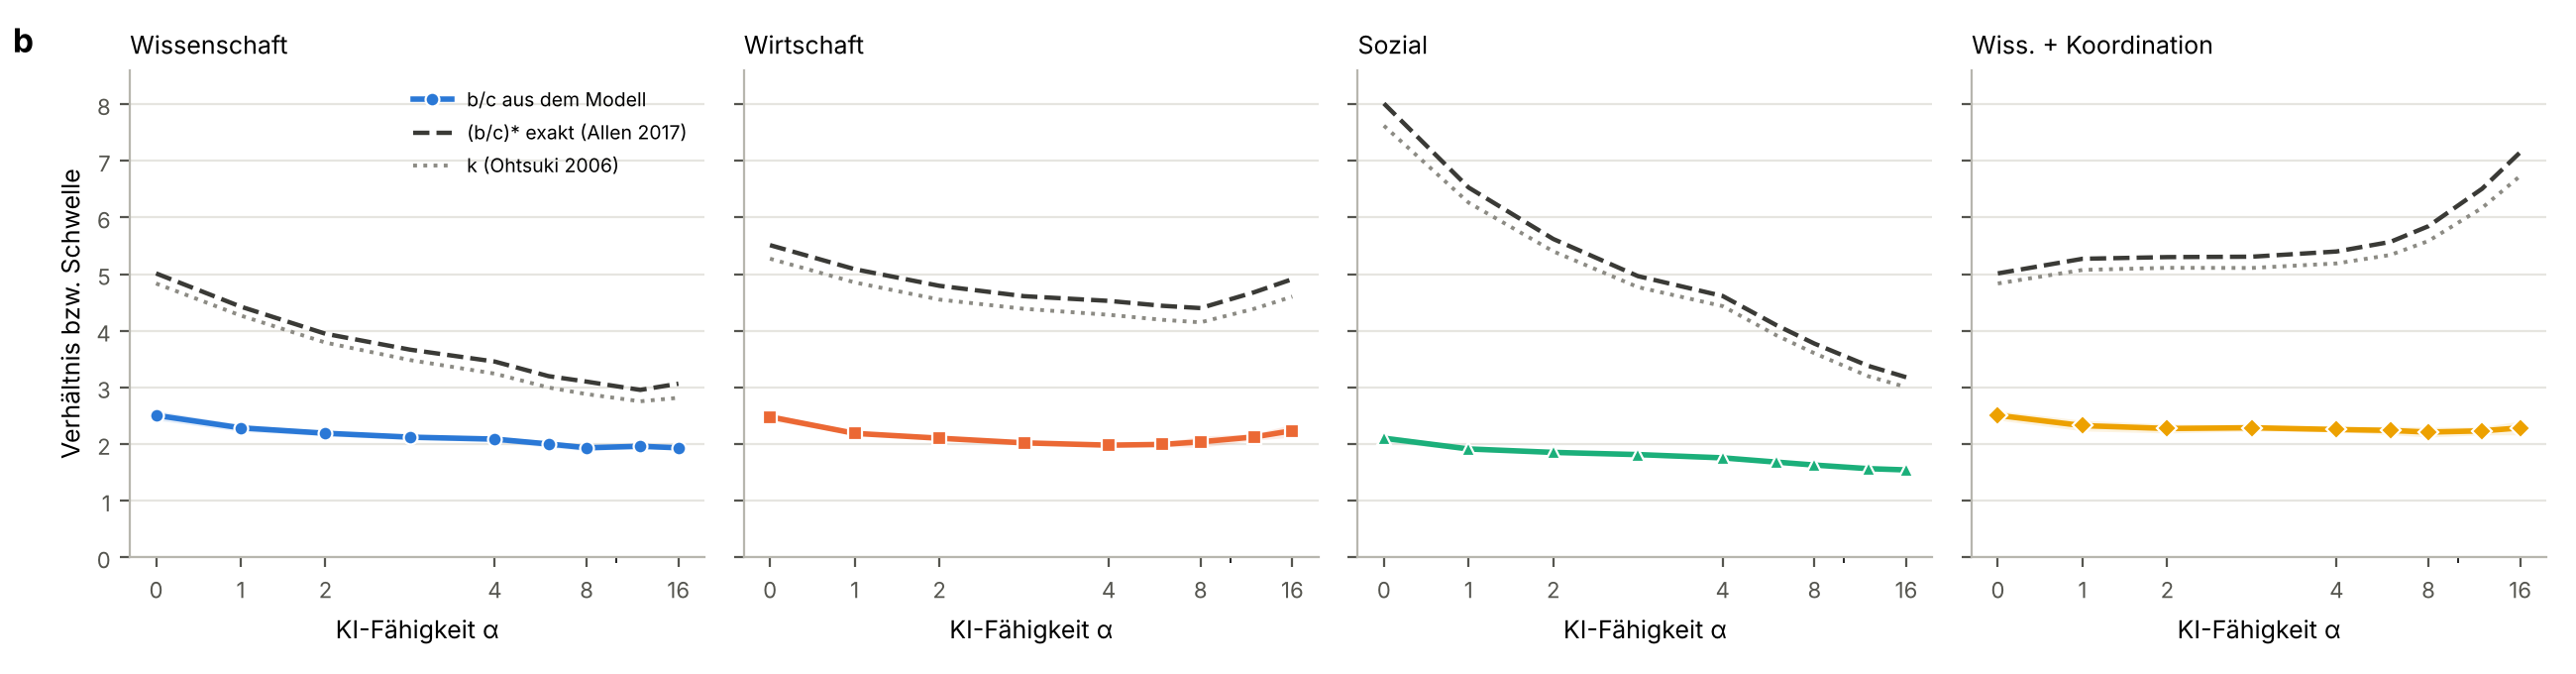 b
Wissenschaft
Wirtschaft
Sozial
Wiss. + Koordination
b/c aus dem Modell
(b/c)* exakt (Allen 2017)
k (Ohtsuki 2006)
Verhältnis bzw. Schwelle
8
7
6
5
4
3
2
1
0
0 1 2 4 8 16
0 1 2 4 8 16
0 1 2 4 8 16
0 1 2 4 8 16
KI-Fähigkeit α
KI-Fähigkeit α
KI-Fähigkeit α
KI-Fähigkeit α